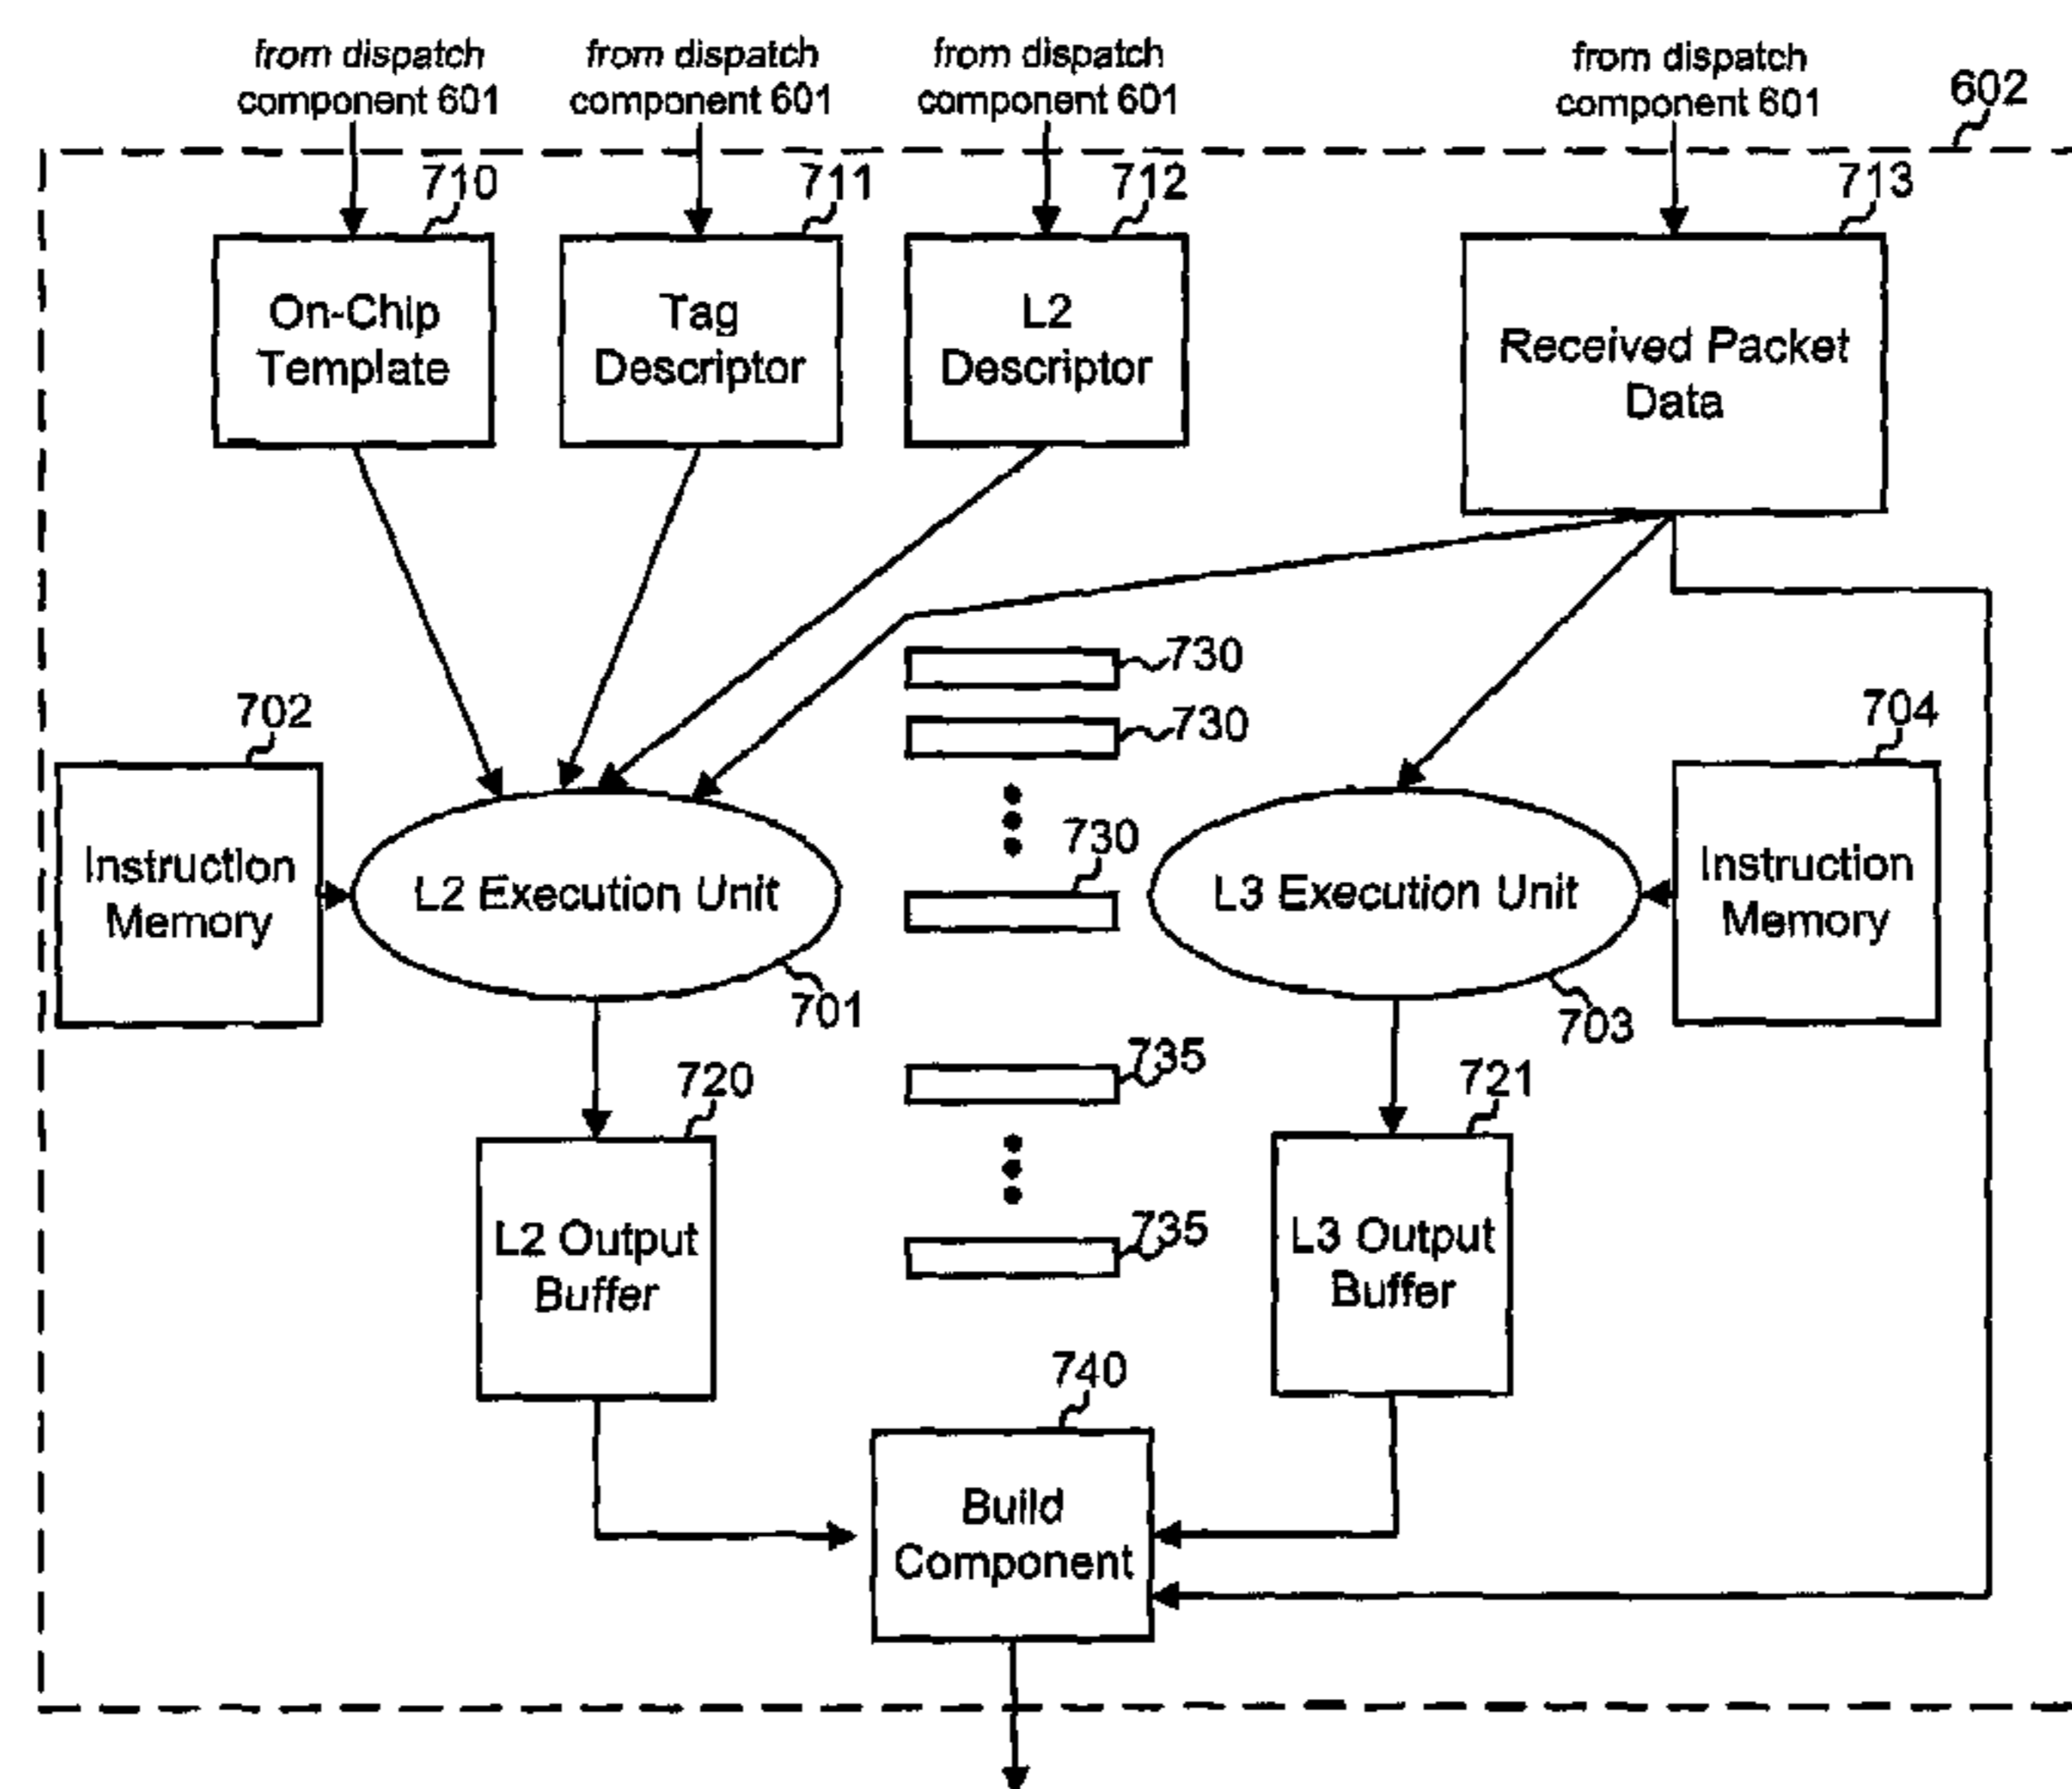 from dispatch
component 601
from dispatch
component 601
from dispatch
component 601
from dispatch
component 601
602
710
711
712
713
On-Chip
Template
Tag
Descriptor
L2
Descriptor
Received Packet
Data
730
730
730
702
704
Instruction
Memory
L2 Execution Unit
L3 Execution Unit
Instruction
Memory
701
703
735
735
720
721
L2 Output
Buffer
L3 Output
Buffer
740
Build
Component